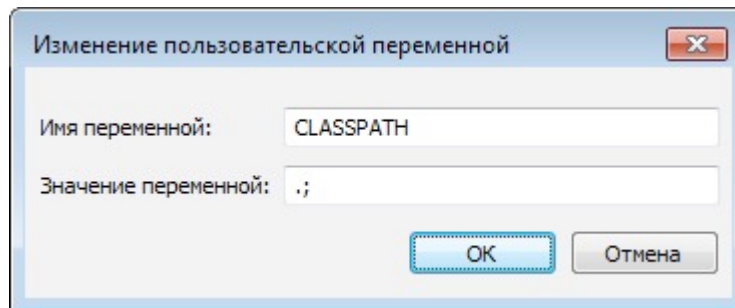 Изменение пользовательской переменной
Имя переменной: CLASSPATH
Значение переменной: .;
OK Отмена